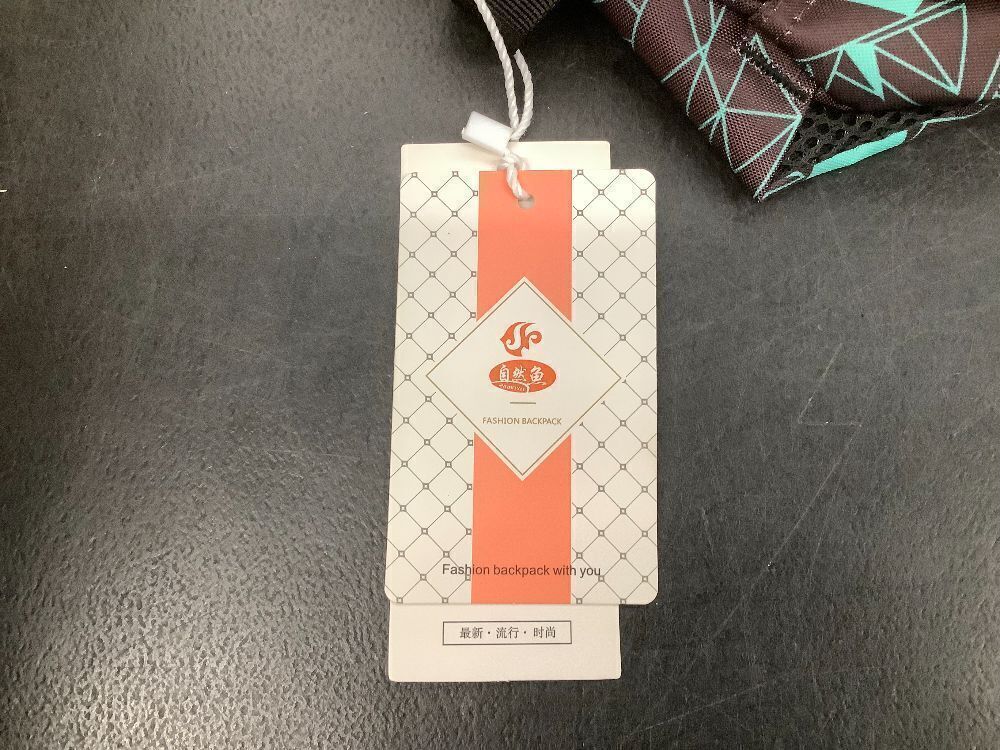 自然鱼
FASHION BACKPACK
Fashion backpack with you
最新·流行·时尚